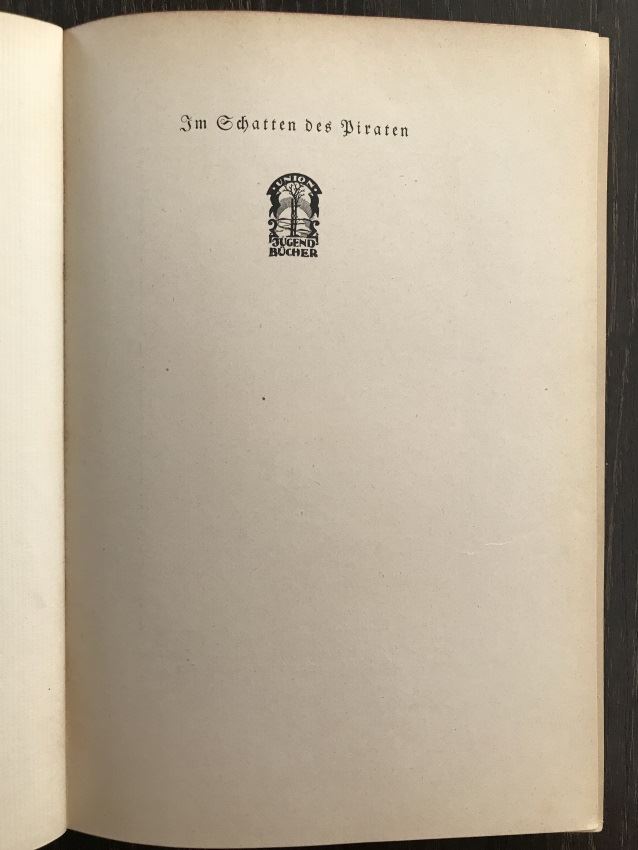 Im Schatten des Piraten
UNION
JUGEND
BÜCHER